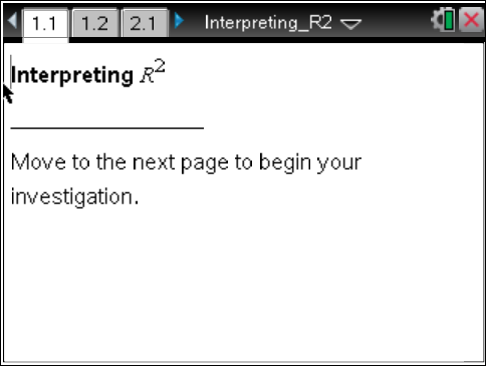 1.1 1.2 2.1 Interpreting_R2
Interpreting R²
Move to the next page to begin your
investigation.